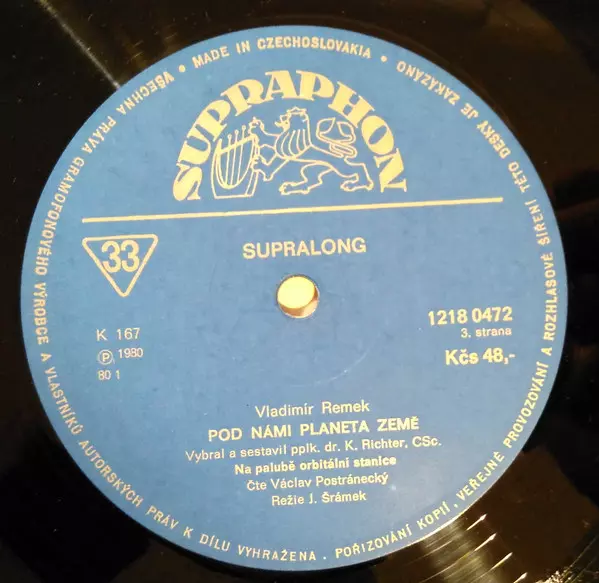 VŠECHNA PRÁVA GRAMOFONOVÉHO VÝROBCE A VLASTNÍKŮ AUTORSKÝCH PRÁV K DÍLU VYHRAŽENA. POŘIZOVÁNÍ KOPIÍ, VEŘEJNÉ PROVOZOVÁNÍ A ROZHLASOVÉ ŠÍŘENÍ TÉTO DESKY JE ZAKÁZÁNO • MADE IN CZECHOSLOVAKIA •
SUPRAPHON
SUPRALONG
33
1218 0472
3. strana
K 167
Ⓟ 1980
80 1
Kčs 48,-
Vladimír Remek
POD NÁMI PLANETA ZEMĚ
Vybral a sestavil pplk. dr. K. Richter, CSc.
Na palubě orbitální stanice
Čte Václav Postránecký
Režie J. Šrámek